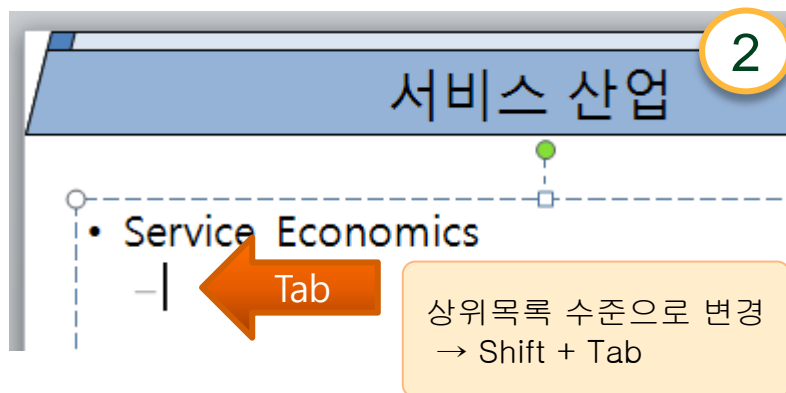 2
서비스 산업
• Service Economics
–
Tab
상위목록 수준으로 변경
→ Shift + Tab